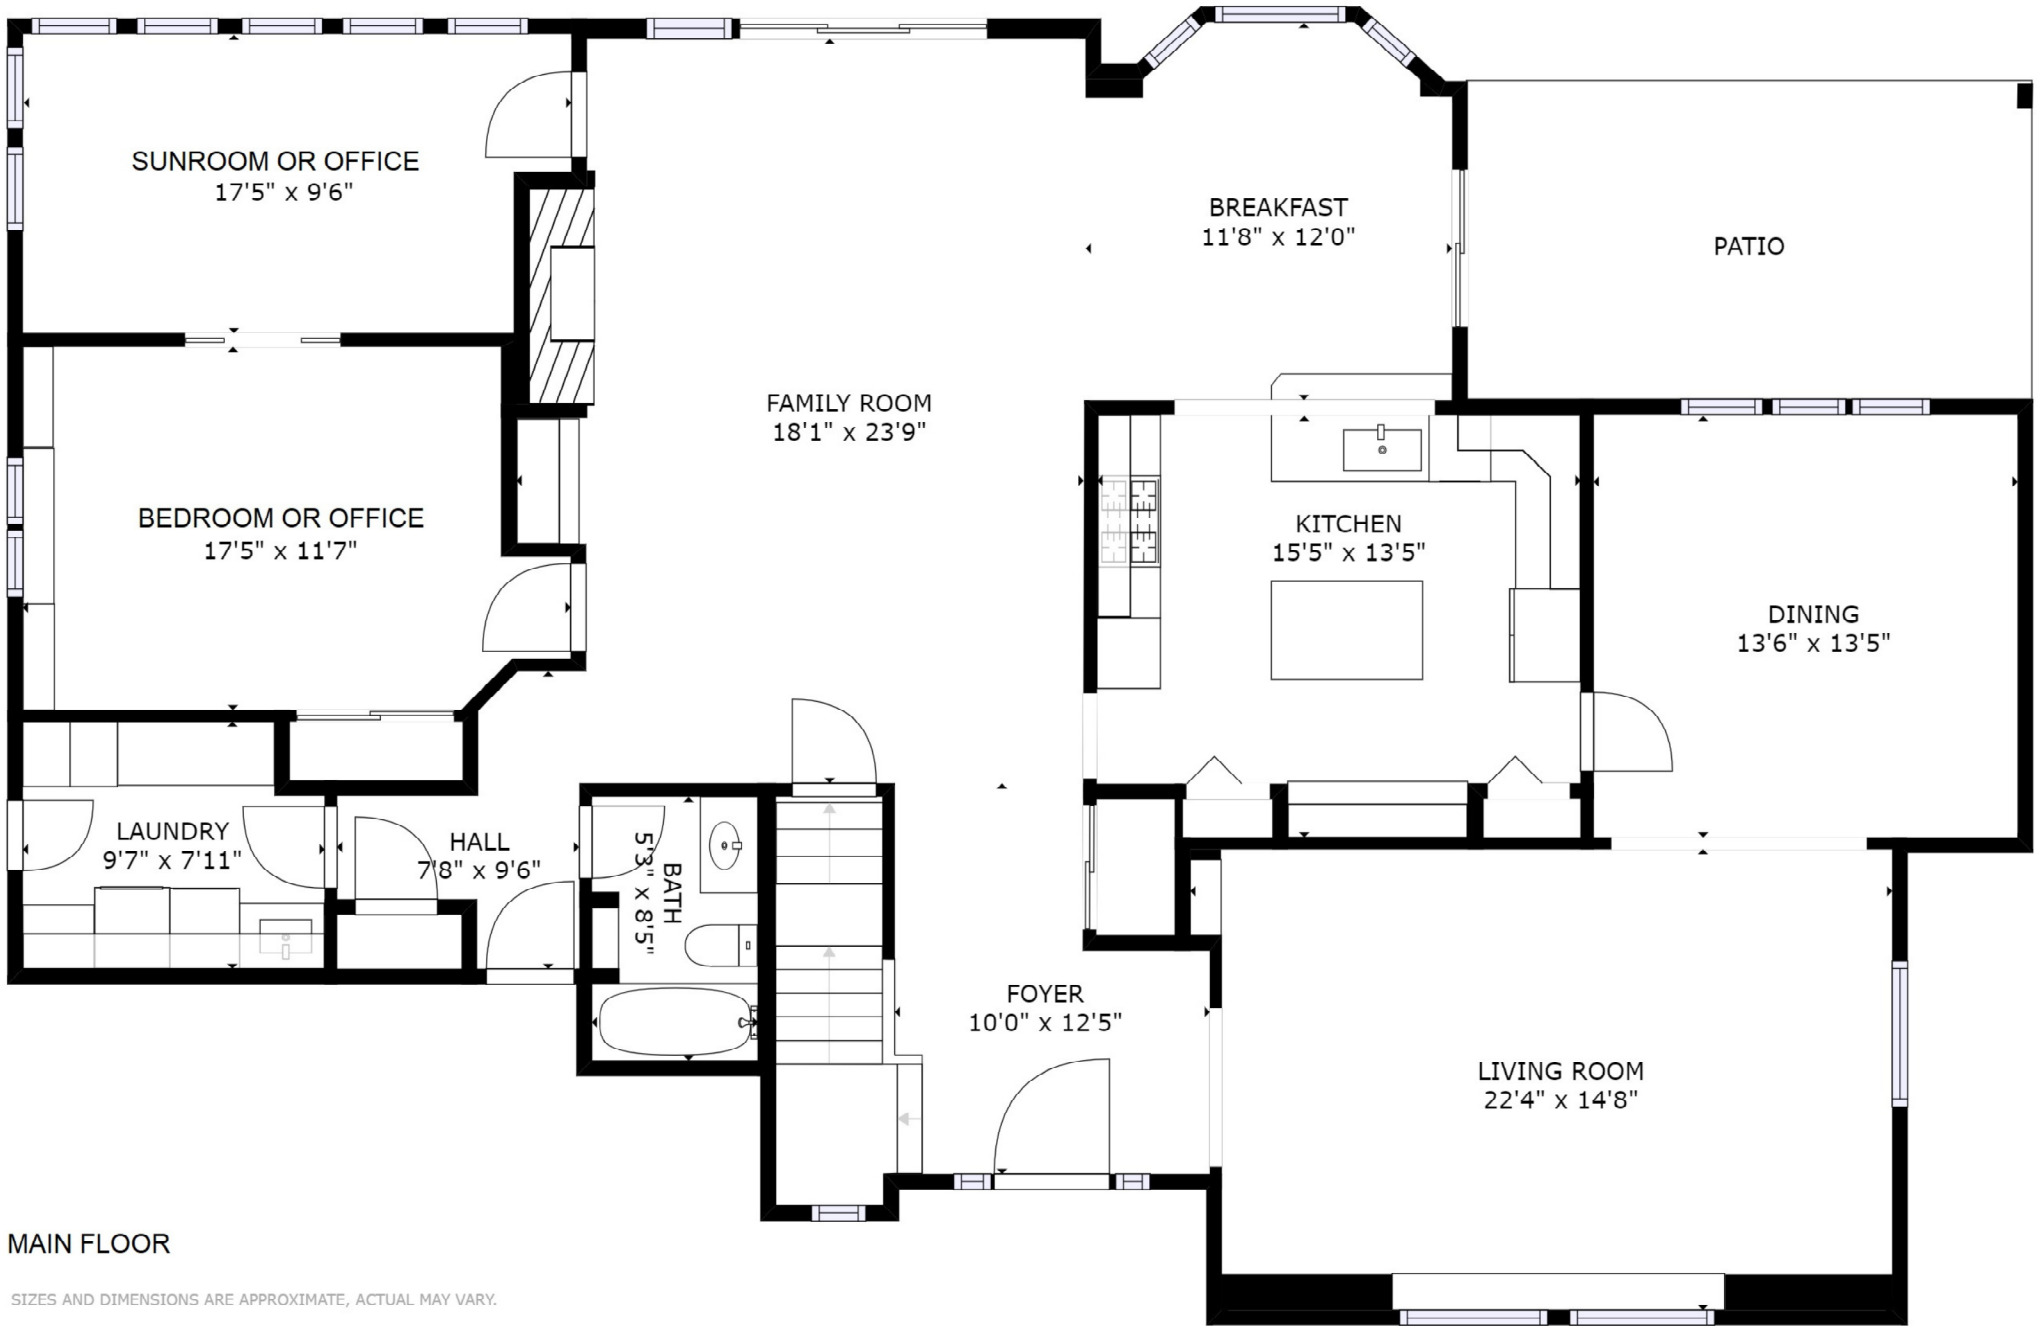 SUNROOM OR OFFICE
17'5" x 9'6"
BREAKFAST
11'8" x 12'0"
PATIO
FAMILY ROOM
18'1" x 23'9"
BEDROOM OR OFFICE
17'5" x 11'7"
KITCHEN
15'5" x 13'5"
DINING
13'6" x 13'5"
LAUNDRY
9'7" x 7'11"
HALL
7'8" x 9'6"
BATH
5'3" x 8'5"
FOYER
10'0" x 12'5"
LIVING ROOM
22'4" x 14'8"
MAIN FLOOR
SIZES AND DIMENSIONS ARE APPROXIMATE, ACTUAL MAY VARY.